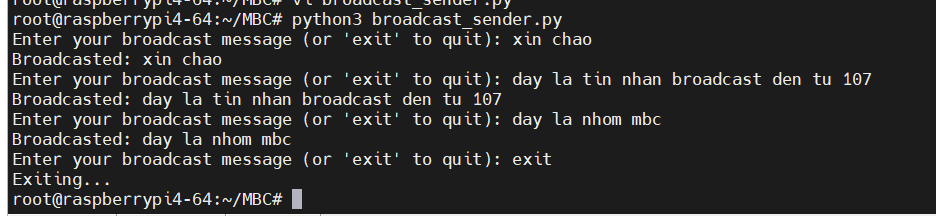 root@raspberrypi4-64:~/MBC# vi broadcast_sender.py
root@raspberrypi4-64:~/MBC# python3 broadcast_sender.py
Enter your broadcast message (or 'exit' to quit): xin chao
Broadcasted: xin chao
Enter your broadcast message (or 'exit' to quit): day la tin nhan broadcast den tu 107
Broadcasted: day la tin nhan broadcast den tu 107
Enter your broadcast message (or 'exit' to quit): day la nhom mbc
Broadcasted: day la nhom mbc
Enter your broadcast message (or 'exit' to quit): exit
Exiting...
root@raspberrypi4-64:~/MBC#